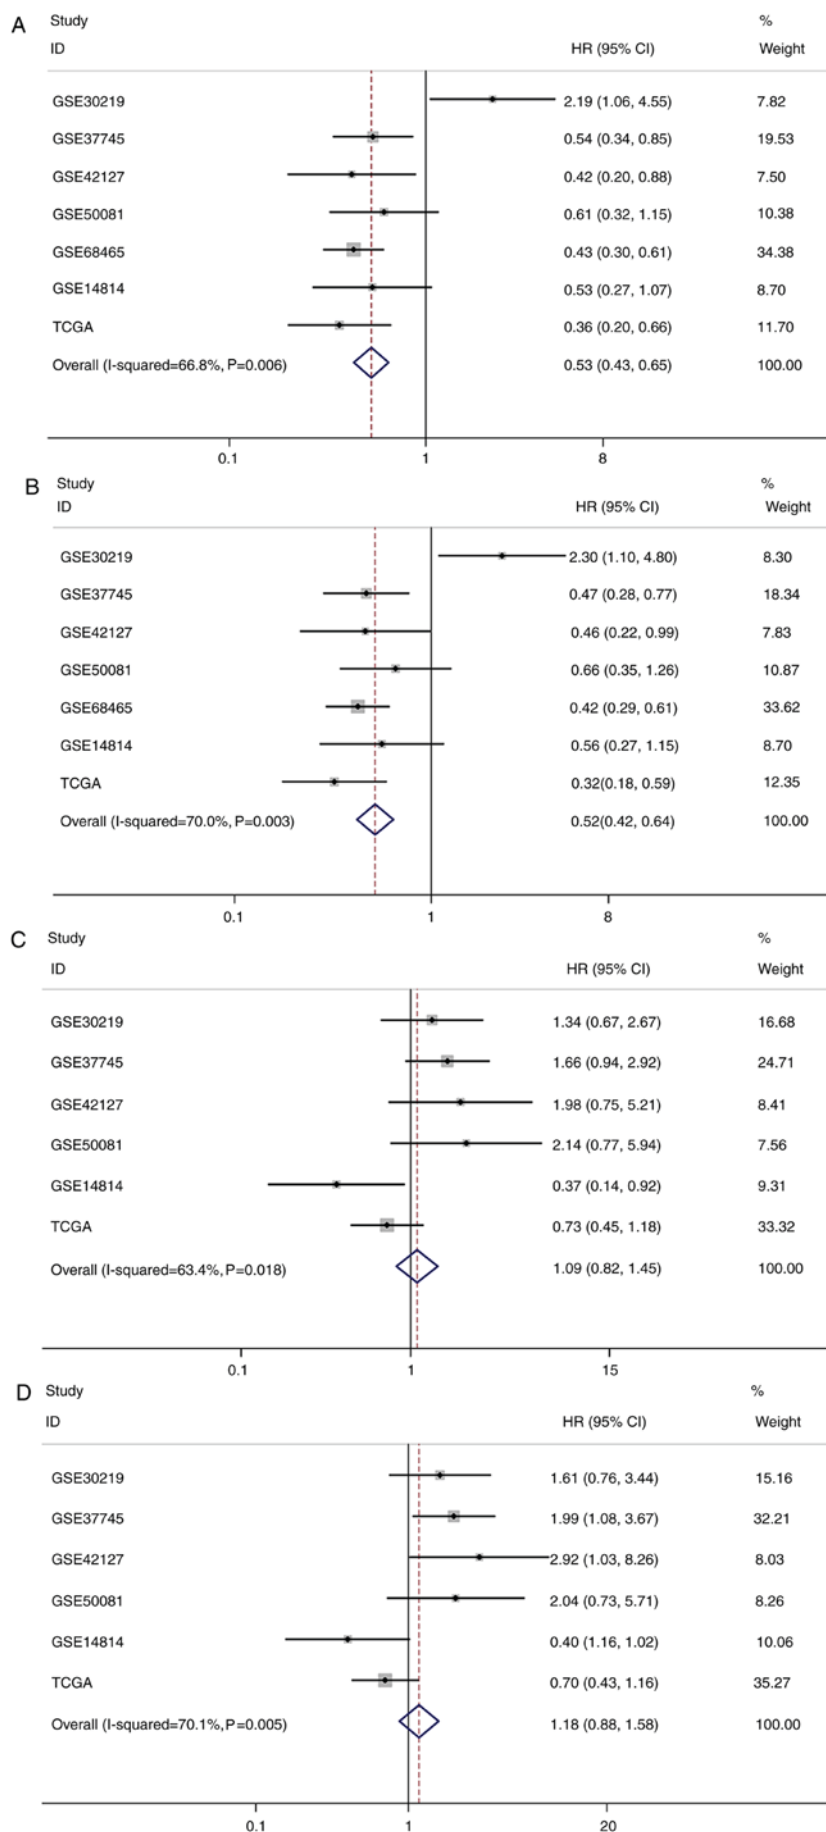 A Study %
ID HR (95% CI) Weight
GSE30219 2.19 (1.06, 4.55) 7.82
GSE37745 0.54 (0.34, 0.85) 19.53
GSE42127 0.42 (0.20, 0.88) 7.50
GSE50081 0.61 (0.32, 1.15) 10.38
GSE68465 0.43 (0.30, 0.61) 34.38
GSE14814 0.53 (0.27, 1.07) 8.70
TCGA 0.36 (0.20, 0.66) 11.70
Overall (I-squared=66.8%, P=0.006) 0.53 (0.43, 0.65) 100.00
0.1 1 8
B Study %
ID HR (95% CI) Weight
GSE30219 2.30 (1.10, 4.80) 8.30
GSE37745 0.47 (0.28, 0.77) 18.34
GSE42127 0.46 (0.22, 0.99) 7.83
GSE50081 0.66 (0.35, 1.26) 10.87
GSE68465 0.42 (0.29, 0.61) 33.62
GSE14814 0.56 (0.27, 1.15) 8.70
TCGA 0.32(0.18, 0.59) 12.35
Overall (I-squared=70.0%, P=0.003) 0.52(0.42, 0.64) 100.00
0.1 1 8
C Study %
ID HR (95% CI) Weight
GSE30219 1.34 (0.67, 2.67) 16.68
GSE37745 1.66 (0.94, 2.92) 24.71
GSE42127 1.98 (0.75, 5.21) 8.41
GSE50081 2.14 (0.77, 5.94) 7.56
GSE14814 0.37 (0.14, 0.92) 9.31
TCGA 0.73 (0.45, 1.18) 33.32
Overall (I-squared=63.4%, P=0.018) 1.09 (0.82, 1.45) 100.00
0.1 1 15
D Study %
ID HR (95% CI) Weight
GSE30219 1.61 (0.76, 3.44) 15.16
GSE37745 1.99 (1.08, 3.67) 32.21
GSE42127 2.92 (1.03, 8.26) 8.03
GSE50081 2.04 (0.73, 5.71) 8.26
GSE14814 0.40 (1.16, 1.02) 10.06
TCGA 0.70 (0.43, 1.16) 35.27
Overall (I-squared=70.1%, P=0.005) 1.18 (0.88, 1.58) 100.00
0.1 1 20